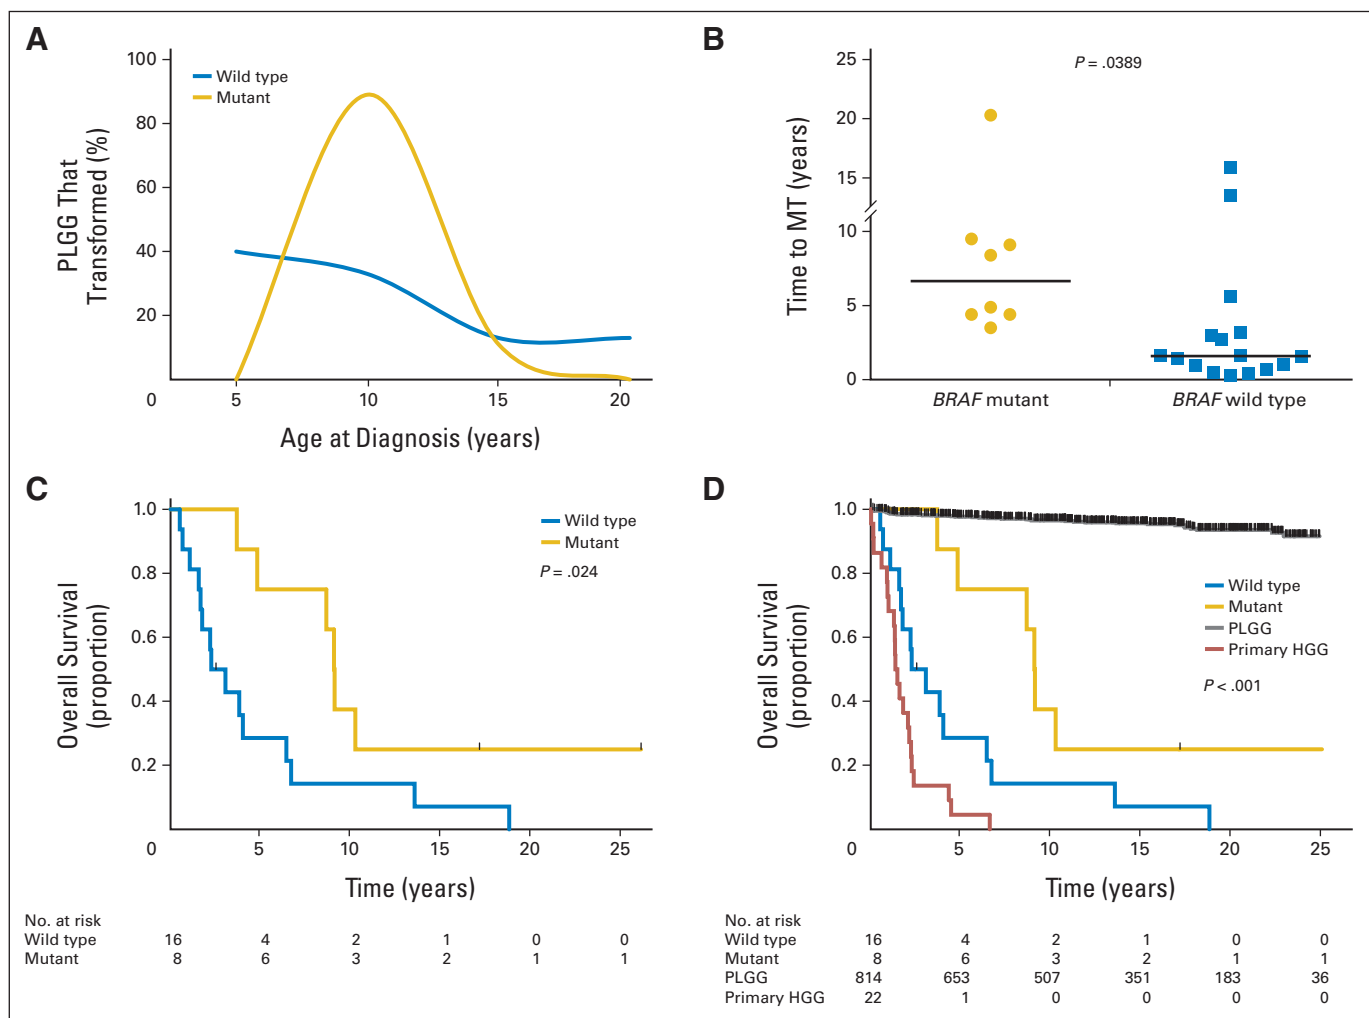 A
PLGG That
Transformed (%)
100
80
60
40
20
0
5
10
15
20
Wild type
Mutant
Age at Diagnosis (years)
B
Time to MT (years)
25
20
15
10
5
0
P = .0389
BRAF mutant
BRAF wild type
C
Overall Survival
(proportion)
1.0
0.8
0.6
0.4
0.2
0
5
10
15
20
25
Wild type
Mutant
P = .024
Time (years)
No. at risk
Wild type 16 4 2 1 0 0
Mutant 8 6 3 2 1 1
D
Overall Survival
(proportion)
1.0
0.8
0.6
0.4
0.2
0
5
10
15
20
25
Wild type
Mutant
PLGG
Primary HGG
P < .001
Time (years)
No. at risk
Wild type 16 4 2 1 0 0
Mutant 8 6 3 2 1 1
PLGG 814 653 507 351 183 36
Primary HGG 22 1 0 0 0 0